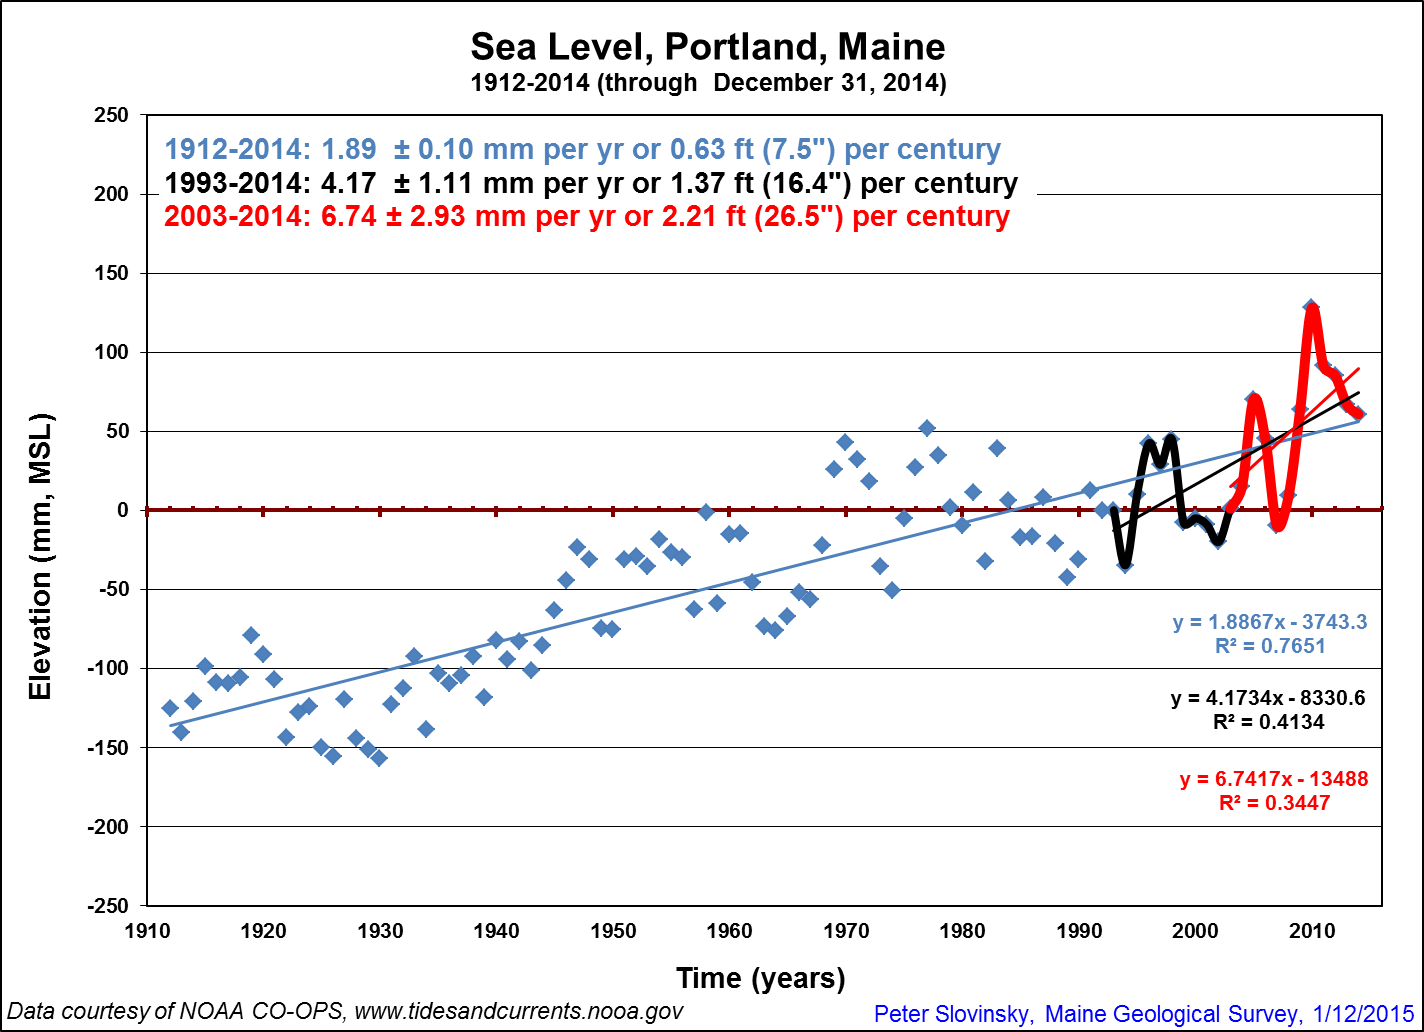 Sea Level, Portland, Maine
1912-2014 (through December 31, 2014)
1912-2014: 1.89 ± 0.10 mm per yr or 0.63 ft (7.5") per century
1993-2014: 4.17 ± 1.11 mm per yr or 1.37 ft (16.4") per century
2003-2014: 6.74 ± 2.93 mm per yr or 2.21 ft (26.5") per century
250
200
150
100
50
0
-50
-100
-150
-200
-250
Elevation (mm, MSL)
y = 1.8867x - 3743.3
R² = 0.7651
y = 4.1734x - 8330.6
R² = 0.4134
y = 6.7417x - 13488
R² = 0.3447
1910 1920 1930 1940 1950 1960 1970 1980 1990 2000 2010
Time (years)
Data courtesy of NOAA CO-OPS, www.tidesandcurrents.nooa.gov
Peter Slovinsky, Maine Geological Survey, 1/12/2015